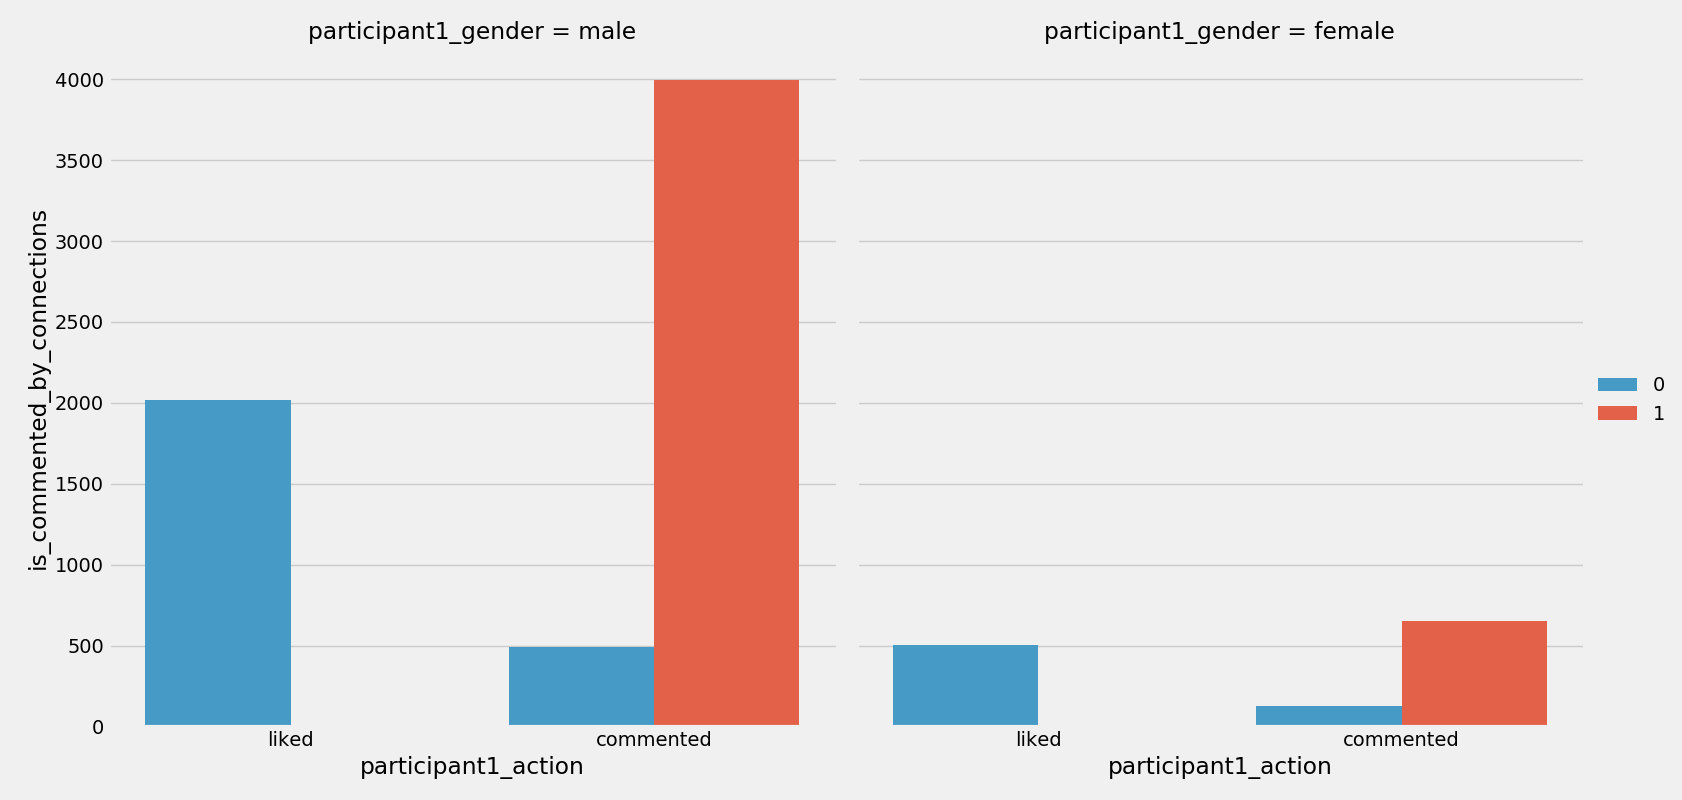 participant1_gender = male
participant1_gender = female
is_commented_by_connections
4000
3500
3000
2500
2000
1500
1000
500
0
liked
commented
liked
commented
participant1_action
participant1_action
0
1